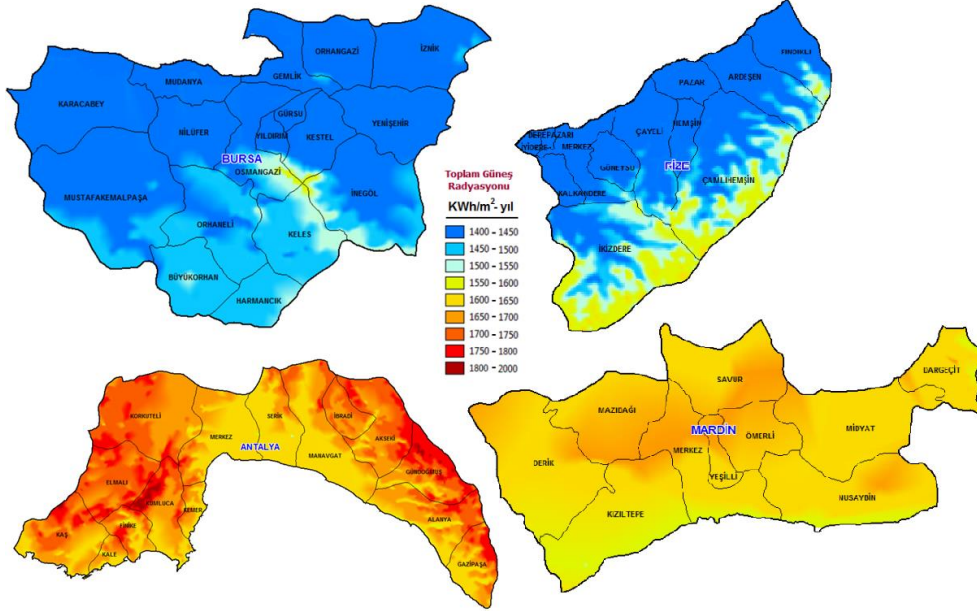 ORHANGAZİ
İZNİK
GEMLİK
MUDANYA
KARACABEY
GÜRSU
NİLÜFER
YILDIRIM
KESTEL
YENİŞEHİR
BURSA
OSMANGAZİ
MUSTAFAKEMALPAŞA
İNEGÖL
ORHANELİ
KELES
BÜYÜKORHAN
HARMANCIK
FINDIKLI
PAZAR
ARDEŞEN
HEMŞİN
ÇAYELİ
DEREPAZARI
İYİDERE
MERKEZ
GÜNEYSU
RİZE
ÇAMLIHEMŞİN
KALKANDERE
İKİZDERE
Toplam Güneş
Radyasyonu
KWh/m²- yıl
1400 - 1450
1450 - 1500
1500 - 1550
1550 - 1600
1600 - 1650
1650 - 1700
1700 - 1750
1750 - 1800
1800 - 2000
KORKUTELİ
MERKEZ
SERİK
İBRADI
ANTALYA
AKSEKİ
MANAVGAT
GÜNDOĞMUŞ
ELMALI
KUMLUCA
KEMER
FİNİKE
ALANYA
KAŞ
KALE
GAZİPAŞA
SAVUR
DARGEÇİT
MAZIDAĞI
MARDİN
MİDYAT
ÖMERLİ
MERKEZ
DERİK
YEŞİLLİ
NUSAYBİN
KIZILTEPE